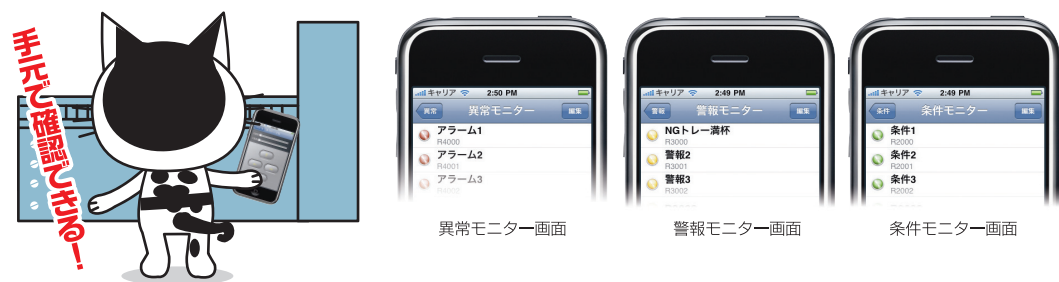 手元で確認できる!
キャリア 2:50 PM
異常 異常モニター 編集
アラーム1
R4000
アラーム2
R4001
アラーム3
R4002
異常モニター画面
キャリア 2:49 PM
警報 警報モニター 編集
NGトレー満杯
R3000
警報2
R3001
警報3
R3002
警報モニター画面
キャリア 2:49 PM
条件 条件モニター 編集
条件1
R2000
条件2
R2001
条件3
R2002
条件モニター画面